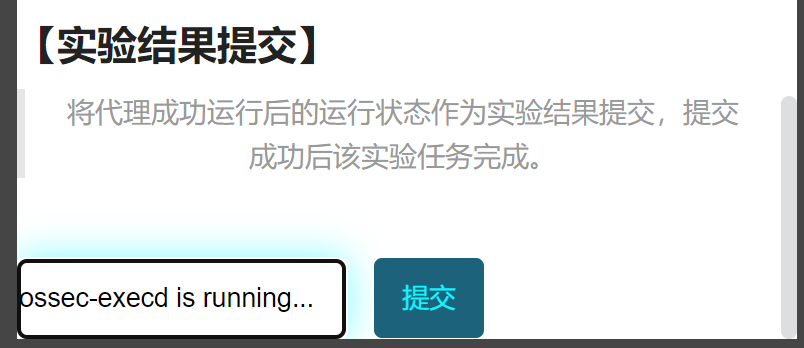 【实验结果提交】
将代理成功运行后的运行状态作为实验结果提交，提交
成功后该实验任务完成。
ossec-execd is running...
提交